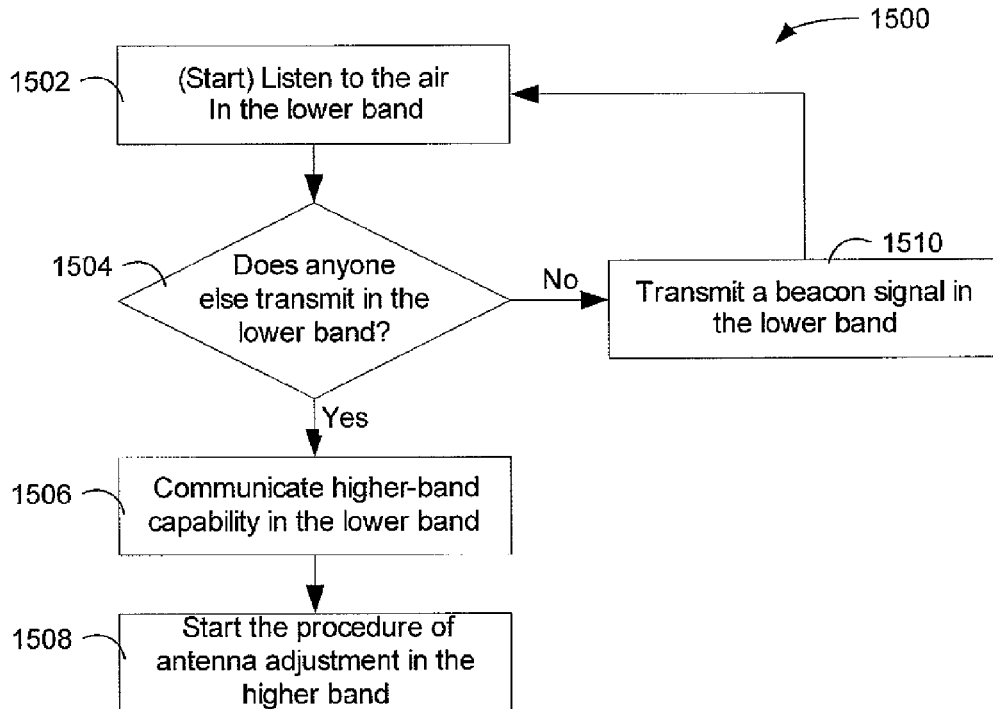 1500
1502
(Start) Listen to the air
In the lower band
1504
Does anyone
else transmit in the
lower band?
No
1510
Transmit a beacon signal in
the lower band
Yes
1506
Communicate higher-band
capability in the lower band
1508
Start the procedure of
antenna adjustment in the
higher band